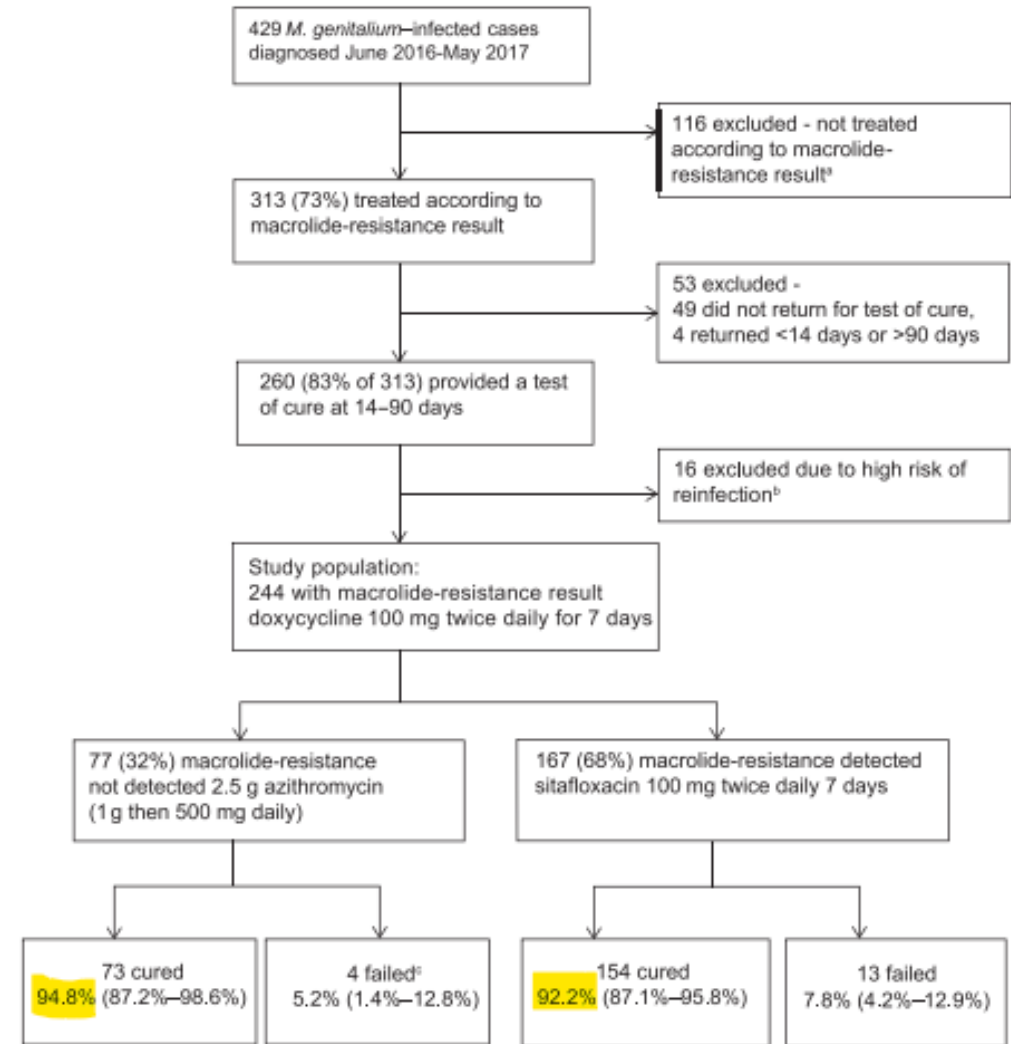 429 M. genitalium–infected cases
diagnosed June 2016-May 2017
116 excluded - not treated
according to macrolide-
resistance resultᵃ
313 (73%) treated according to
macrolide-resistance result
53 excluded -
49 did not return for test of cure,
4 returned <14 days or >90 days
260 (83% of 313) provided a test
of cure at 14–90 days
16 excluded due to high risk of
reinfectionᵇ
Study population:
244 with macrolide-resistance result
doxycycline 100 mg twice daily for 7 days
77 (32%) macrolide-resistance
not detected 2.5 g azithromycin
(1 g then 500 mg daily)
167 (68%) macrolide-resistance detected
sitafloxacin 100 mg twice daily 7 days
73 cured
94.8% (87.2%–98.6%)
4 failedᶜ
5.2% (1.4%–12.8%)
154 cured
92.2% (87.1%–95.8%)
13 failed
7.8% (4.2%–12.9%)